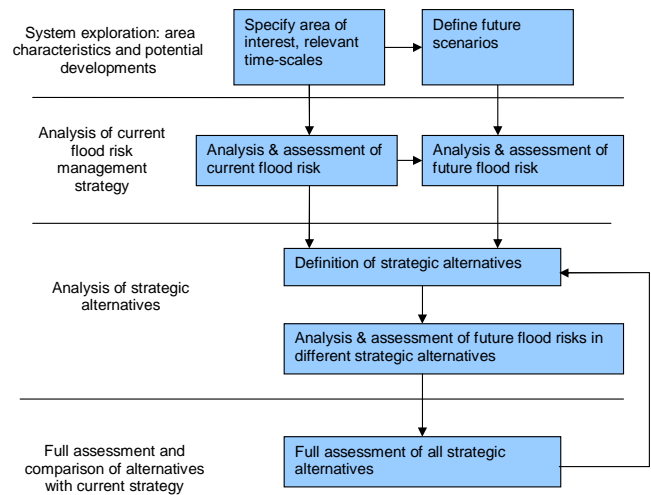 System exploration: area
characteristics and potential
developments
Specify area of
interest, relevant
time-scales
Define future
scenarios
Analysis of current
flood risk
management
strategy
Analysis & assessment of
current flood risk
Analysis & assessment of
future flood risk
Analysis of strategic
alternatives
Definition of strategic alternatives
Analysis & assessment of future flood risks in
different strategic alternatives
Full assessment and
comparison of alternatives
with current strategy
Full assessment of all strategic
alternatives